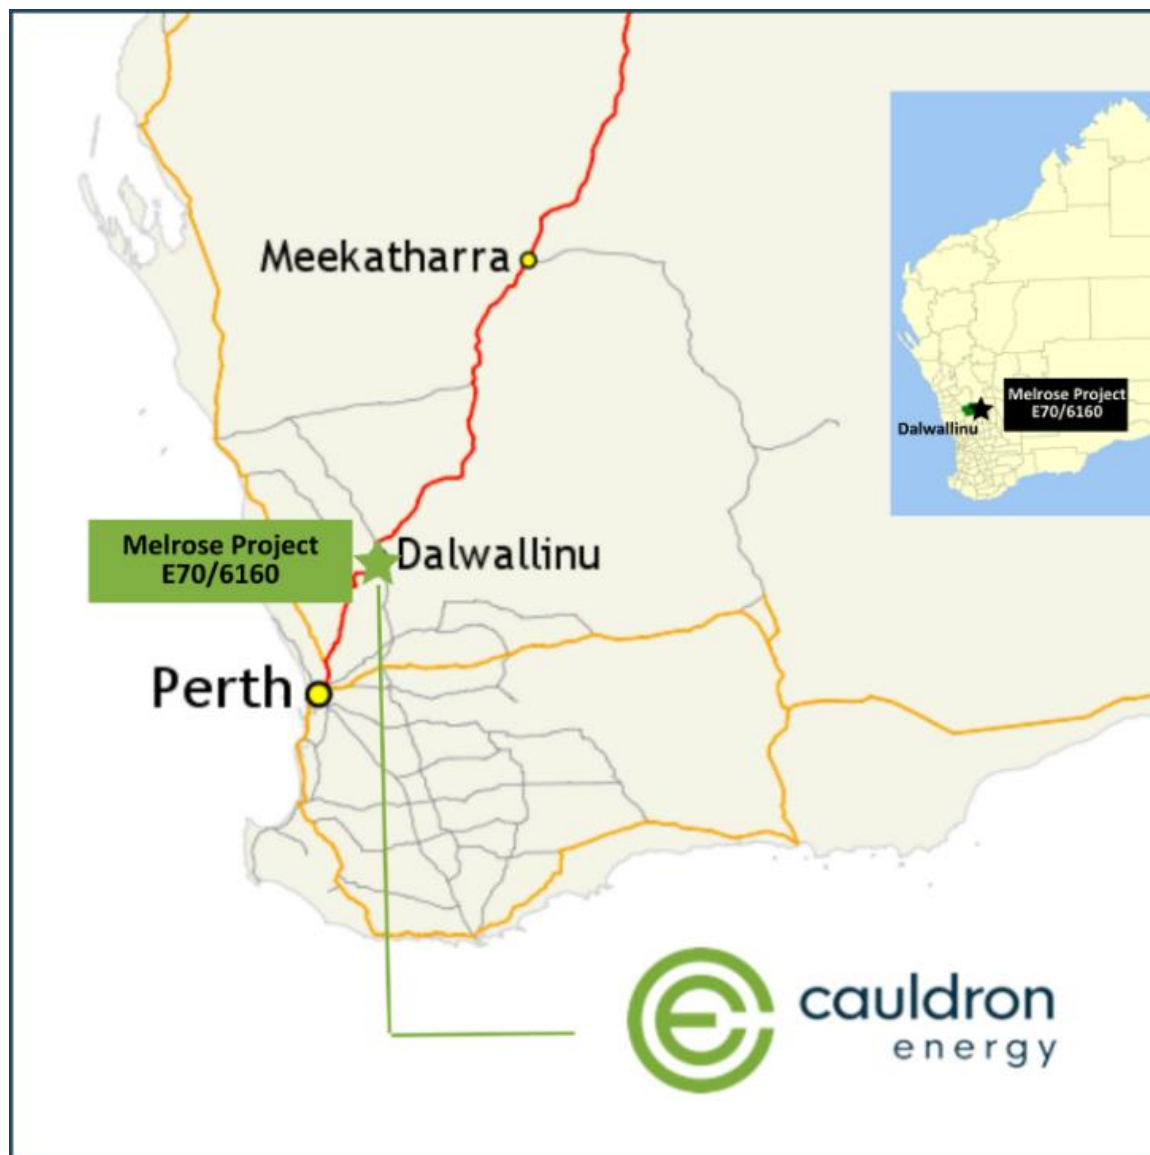 Meekatharra
Melrose Project
E70/6160
Dalwallinu
Melrose Project
E70/6160
Dalwallinu
Perth
cauldron
energy